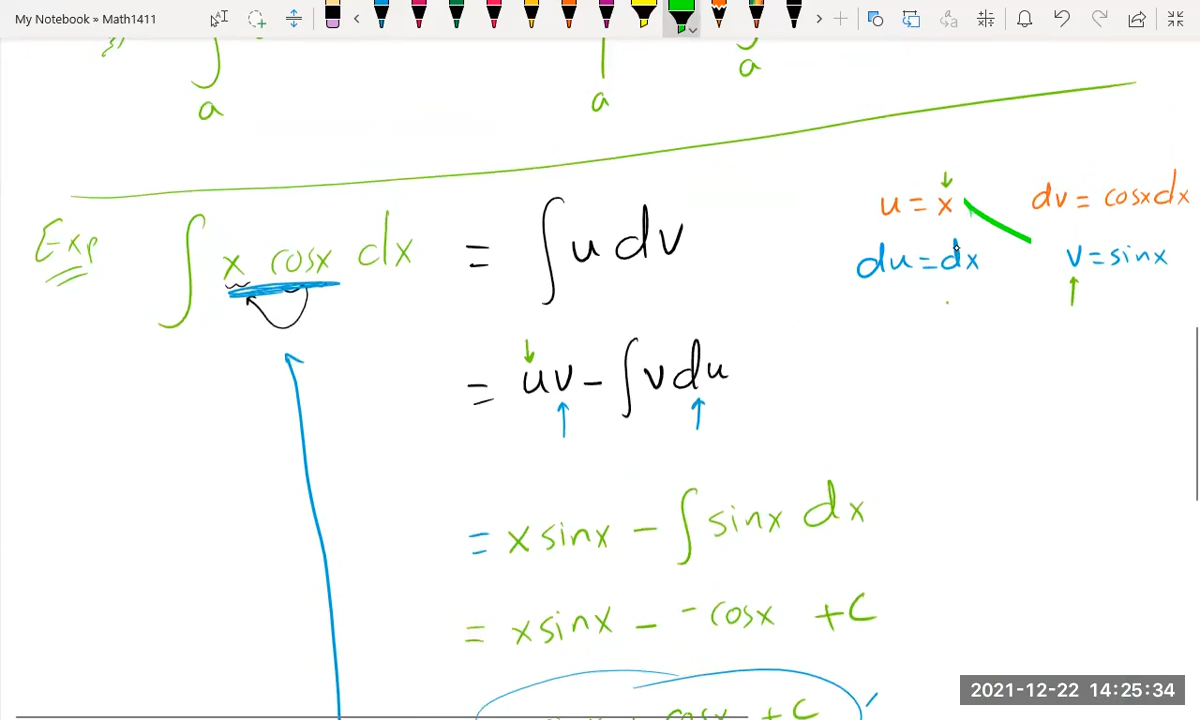 My Notebook » Math1411
a
a
a
Exp ∫ x cosx dx = ∫ u dv
u = x dv = cosx dx
du = dx v = sinx
= uv - ∫ v du
= x sinx - ∫ sinx dx
= x sinx - - cosx + C
cosx + C
2021-12-22 14:25:34